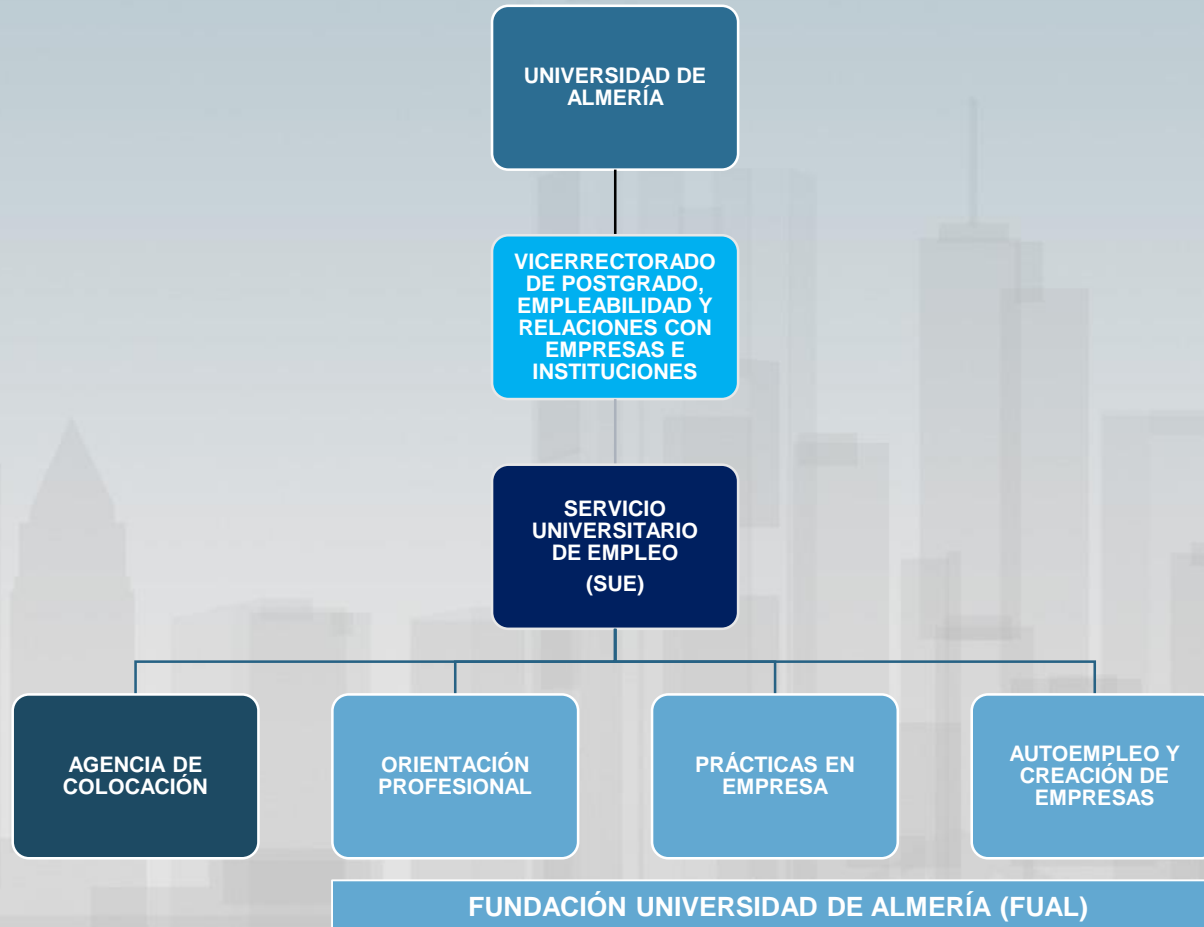 UNIVERSIDAD DE
ALMERÍA
VICERRECTORADO
DE POSTGRADO,
EMPLEABILIDAD Y
RELACIONES CON
EMPRESAS E
INSTITUCIONES
SERVICIO
UNIVERSITARIO
DE EMPLEO
(SUE)
AGENCIA DE
COLOCACIÓN
ORIENTACIÓN
PROFESIONAL
PRÁCTICAS EN
EMPRESA
AUTOEMPLEO Y
CREACIÓN DE
EMPRESAS
FUNDACIÓN UNIVERSIDAD DE ALMERÍA (FUAL)